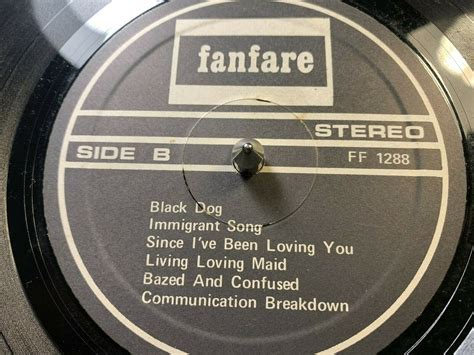 fanfare
STEREO
SIDE B
FF 1288
Black Dog
Immigrant Song
Since I've Been Loving You
Living Loving Maid
Bazed And Confused
Communication Breakdown